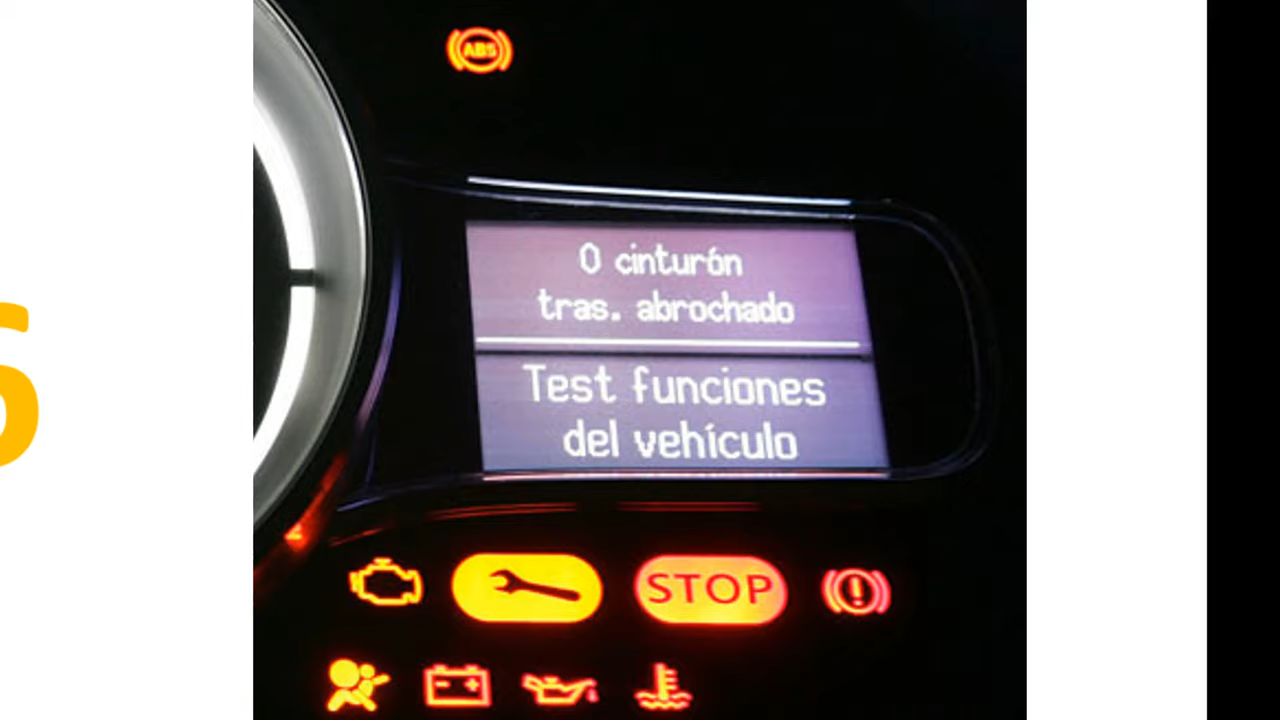 ABS
0 cinturón
tras. abrochado
Test funciones
del vehículo
STOP